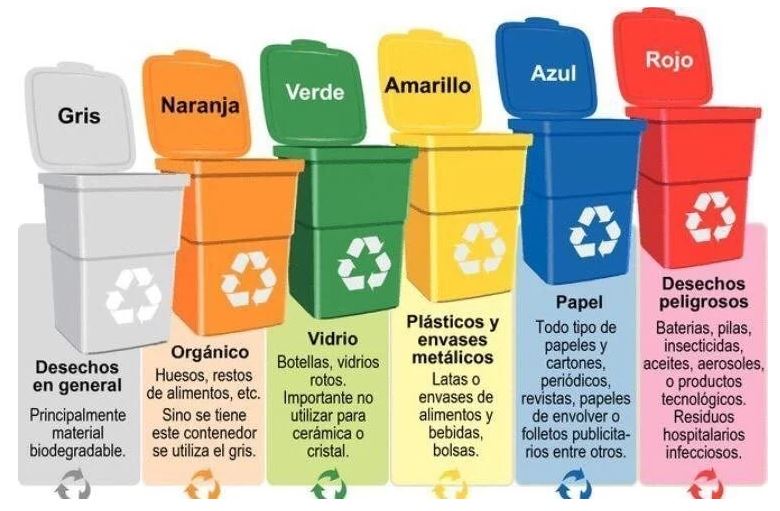 Gris
Naranja
Verde
Amarillo
Azul
Rojo
Desechos
en general
Principalmente
material
biodegradable.
Orgánico
Huesos, restos
de alimentos, etc.
Sino se tiene
este contenedor
se utiliza el gris.
Vidrio
Botellas, vidrios
rotos.
Importante no
utilizar para
cerámica o
cristal.
Plásticos y
envases
metálicos
Latas o
envases de
alimentos y
bebidas,
bolsas.
Papel
Todo tipo de
papeles y
cartones,
periódicos,
revistas, papeles
de envolver o
folletos publicita-
rios entre otros.
Desechos
peligrosos
Baterias, pilas,
insecticidas,
aceites, aerosoles,
o productos
tecnológicos.
Residuos
hospitalarios
infecciosos.